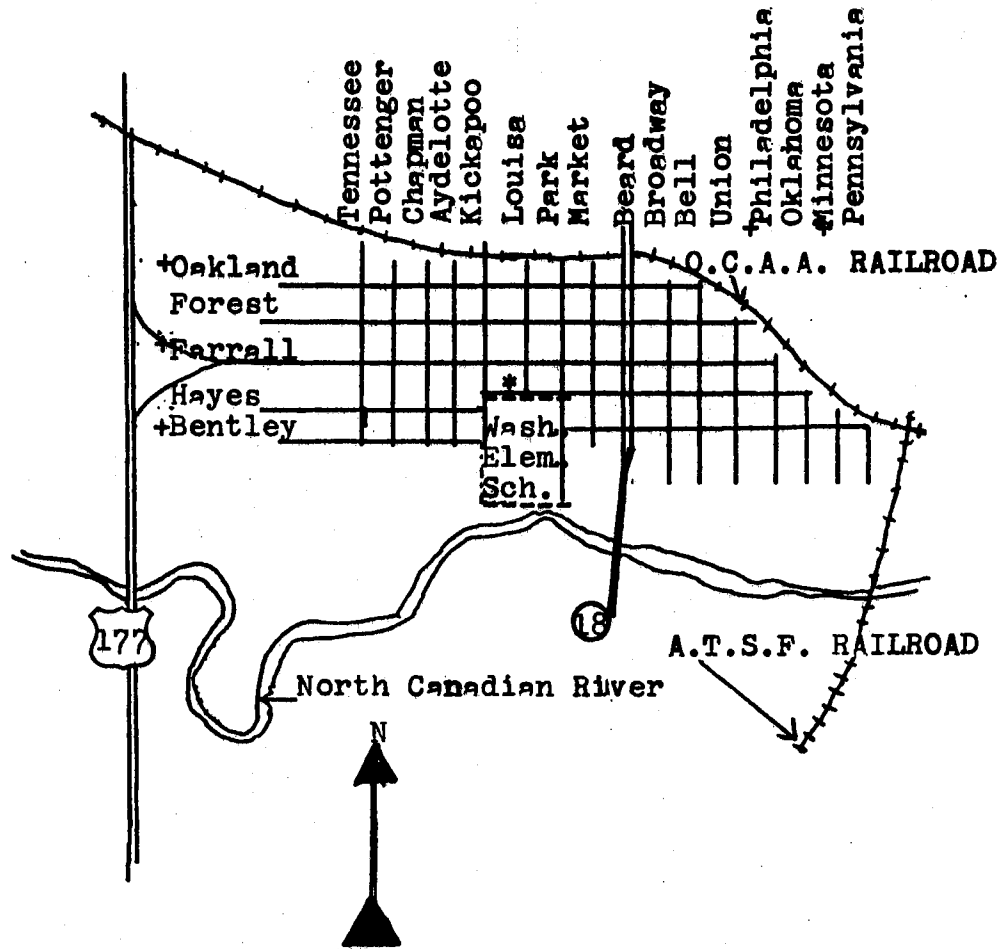 Tennessee
Pottenger
Chapman
Aydelotte
Kickapoo
Louisa
Park
Market
Beard
Broadway
Bell
Union
+Philadelphia
Oklahoma
+Minnesota
Pennsylvania
+Oakland
Forest
+Farrall
Hayes
+Bentley
O.C.A.A. RAILROAD
*
Wash.
Elem.
Sch.
177
18
A.T.S.F. RAILROAD
North Canadian River
N